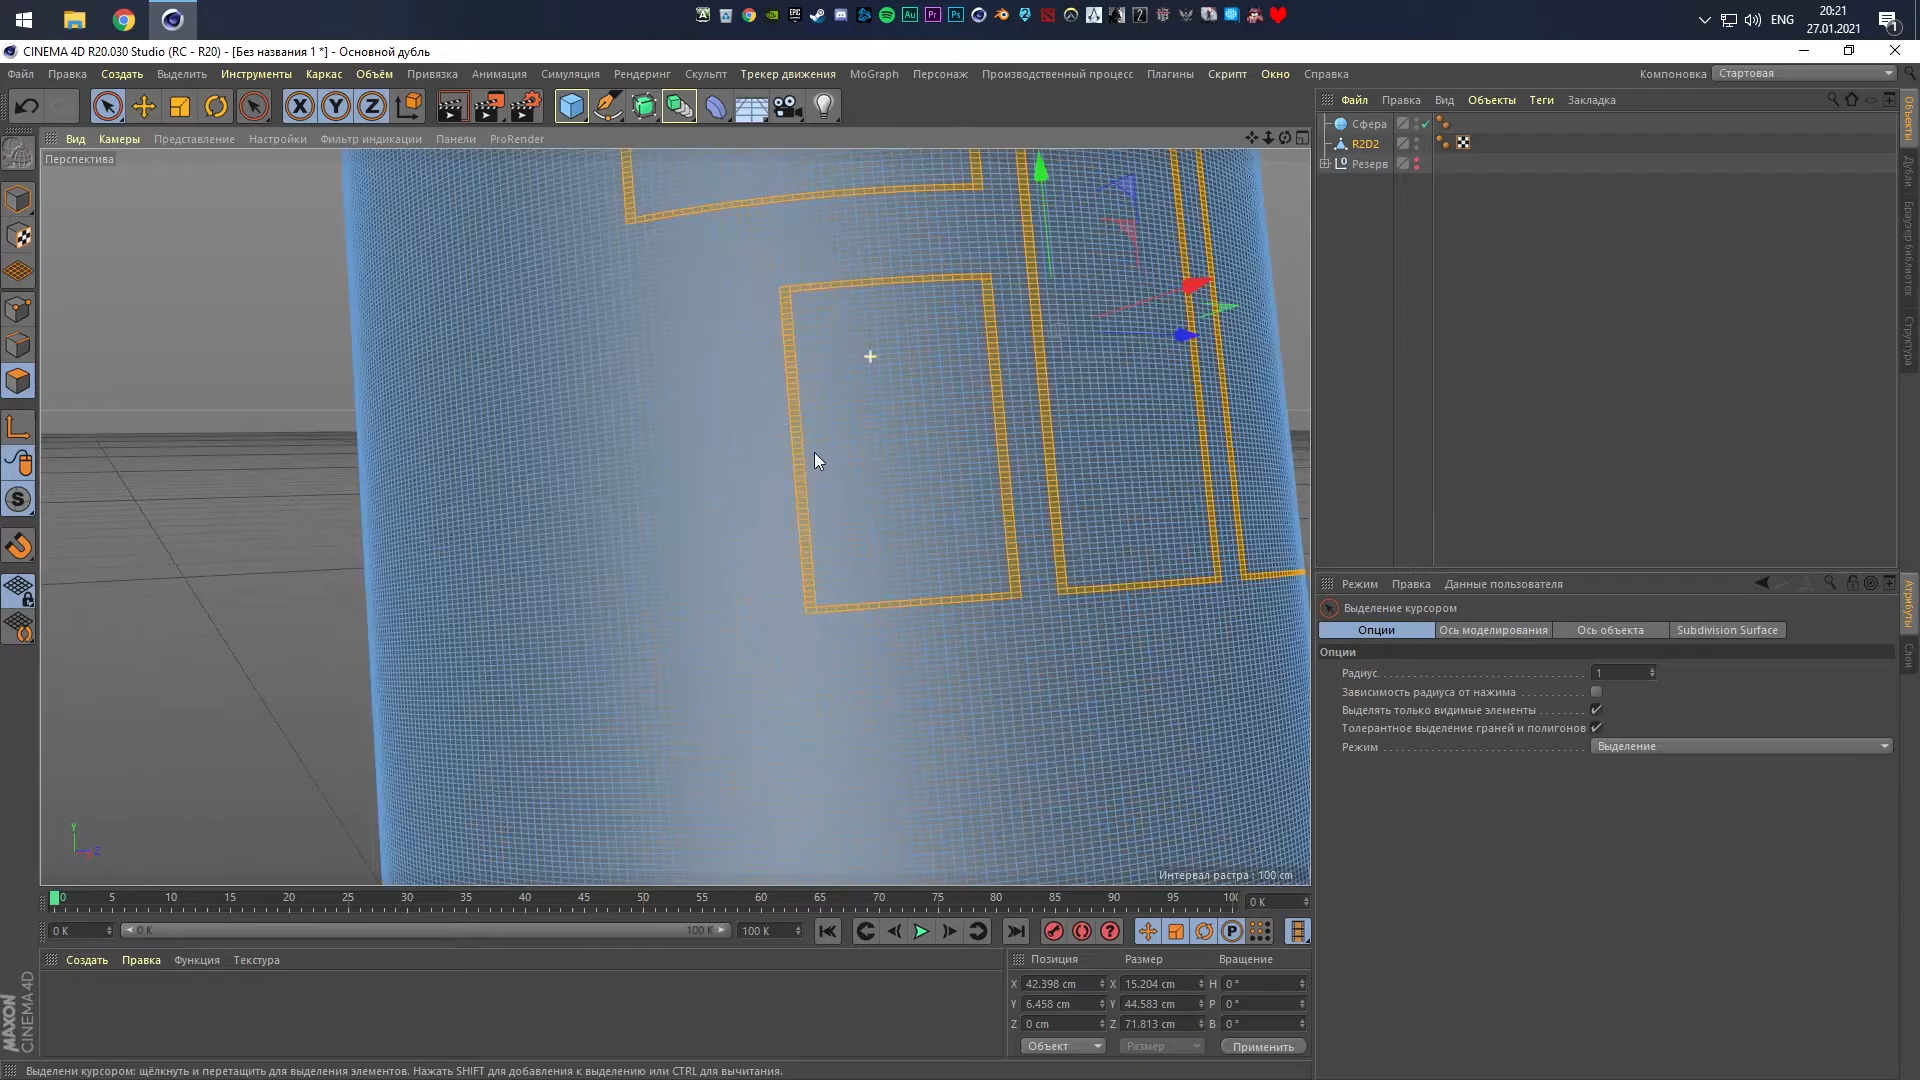 ENG
20:21
27.01.2021
CINEMA 4D R20.030 Studio (RC - R20) - [Без названия 1 *] - Основной дубль
Файл Правка Создать Выделить Инструменты Каркас Объём Привязка Анимация Симуляция Рендеринг Скульпт Трекер движения MoGraph Персонаж Производственный процесс Плагины Скрипт Окно Справка
Компоновка Стартовая
X Y Z
Файл Правка Вид Объекты Теги Закладка
Вид Камеры Представление Настройки Фильтр индикации Панели ProRender
Перспектива
Сфера
R2D2
Резерв
Объекты
Дубли
Браузер библиотек
Структура
Режим Правка Данные пользователя
Выделение курсором
Опции Ось моделирования Ось объекта Subdivision Surface
Опции
Радиус 1
Зависимость радиуса от нажима
Выделять только видимые элементы
Толерантное выделение граней и полигонов
Режим Выделение
Атрибуты
Слои
Y
Z
Интервал растра : 100 cm
0 5 10 15 20 25 30 35 40 45 50 55 60 65 70 75 80 85 90 95 100
0 K
0 K 0 K 100 K 100 K
Создать Правка Функция Текстура
Позиция Размер Вращение
X 42.398 cm X 15.204 cm H 0 °
Y 6.458 cm Y 44.583 cm P 0 °
Z 0 cm Z 71.813 cm B 0 °
Объект Размер Применить
MAXON
CINEMA 4D
Выделени курсором: щёлкнуть и перетащить для выделения элементов. Нажать SHIFT для добавления к выделению или CTRL для вычитания.